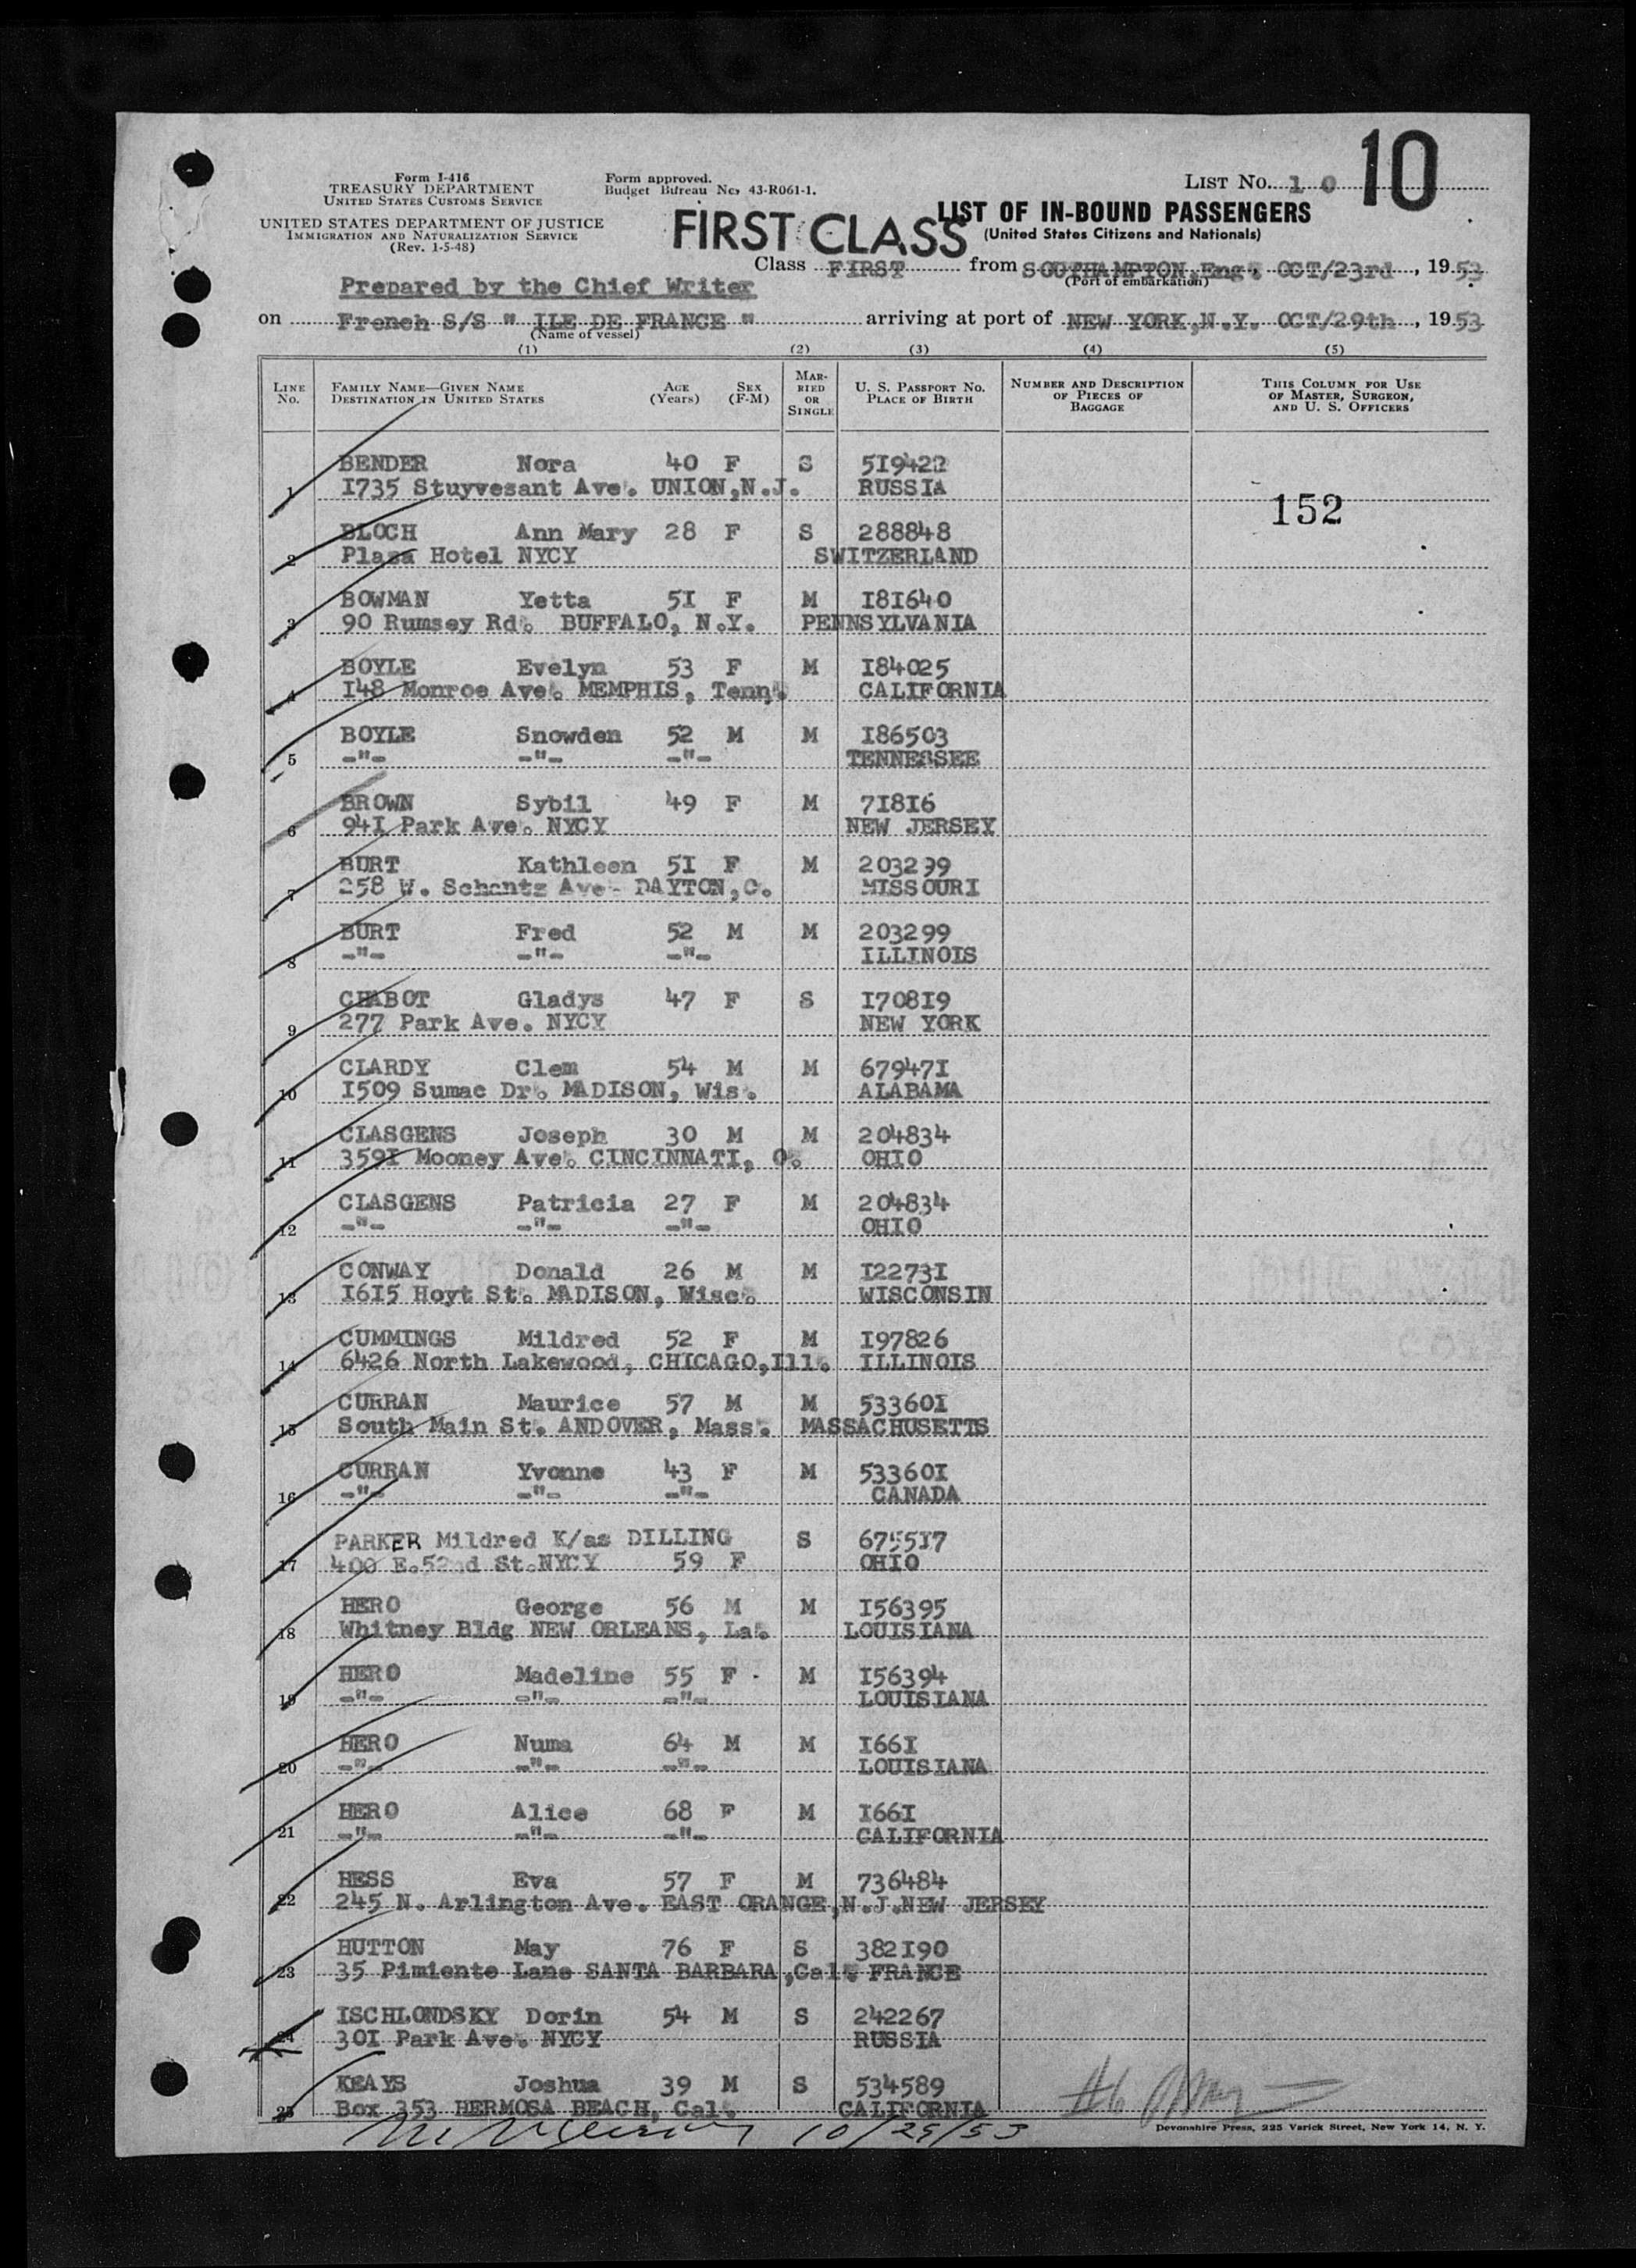 10
Form I-416
TREASURY DEPARTMENT
UNITED STATES CUSTOMS SERVICE
UNITED STATES DEPARTMENT OF JUSTICE
IMMIGRATION AND NATURALIZATION SERVICE
(Rev. 1-5-48)
Form approved.
Budget Bureau No. 43-R061-1.
LIST No. 1 0
FIRST CLASS
LIST OF IN-BOUND PASSENGERS
(United States Citizens and Nationals)
Class FIRST from SOUTHAMPTON,Eng., OCT/23rd, 1953
(Port of embarkation)
Prepared by the Chief Writer
on French S/S " ILE DE FRANCE " arriving at port of NEW YORK,N.Y. OCT/29th, 1953
(Name of vessel)
(1) (2) (3) (4) (5)
LINE No. FAMILY NAME—GIVEN NAME DESTINATION IN UNITED STATES AGE (Years) SEX (F-M) MARRIED OR SINGLE U. S. PASSPORT NO. PLACE OF BIRTH NUMBER AND DESCRIPTION OF PIECES OF BAGGAGE THIS COLUMN FOR USE OF MASTER, SURGEON, AND U. S. OFFICERS
BENDER Nora 40 F S 519422
1 1735 Stuyvesant Ave. UNION,N.J. RUSSIA
152
BLOCH Ann Mary 28 F S 288848
2 Plaza Hotel NYCY SWITZERLAND
BOWMAN Yetta 51 F M 181640
3 90 Rumsey Rd. BUFFALO, N.Y. PENNSYLVANIA
BOYLE Evelyn 53 F M 184025
4 148 Monroe Ave. MEMPHIS, Tenn. CALIFORNIA
BOYLE Snowden 52 M M 186503
5 -"- -"- -"- TENNESSEE
BROWN Sybil 49 F M 71816
6 941 Park Ave. NYCY NEW JERSEY
BURT Kathleen 51 F M 203299
7 258 W. Schantz Ave- DAYTON,O. MISSOURI
BURT Fred 52 M M 203299
8 -"- -"- -"- ILLINOIS
CHABOT Gladys 47 F S 170819
9 277 Park Ave. NYCY NEW YORK
CLARDY Clem 54 M M 679471
10 1509 Sumac Dr. MADISON, Wis. ALABAMA
CLASGENS Joseph 30 M M 204834
11 3591 Mooney Ave. CINCINNATI, O. OHIO
CLASGENS Patricia 27 F M 204834
12 -"- -"- -"- OHIO
CONWAY Donald 26 M M 122731
13 1615 Hoyt St. MADISON, Wisc. WISCONSIN
CUMMINGS Mildred 52 F M 197826
14 6426 North Lakewood, CHICAGO,Ill. ILLINOIS
CURRAN Maurice 57 M M 533601
15 South Main St. ANDOVER, Mass. MASSACHUSETTS
CURRAN Yvonne 43 F M 533601
16 -"- -"- -"- CANADA
PARKER Mildred K/as DILLING S 675517
17 400 E.52nd St.NYCY 59 F OHIO
HERO George 56 M M 156395
18 Whitney Bldg NEW ORLEANS, La. LOUISIANA
HERO Madeline 55 F M 156394
19 -"- -"- -"- LOUISIANA
HERO Numa 64 M M 1661
20 -"- -"- -"- LOUISIANA
HERO Alice 68 F M 1661
21 -"- -"- -"- CALIFORNIA
HESS Eva 57 F M 736484
22 245 N. Arlington Ave. EAST ORANGE,N.J.NEW JERSEY
HUTTON May 76 F S 382190
23 35 Pimiente Lane SANTA BARBARA,Cal. FRANCE
ISCHLONDSKY Dorin 54 M S 242267
24 301 Park Ave. NYCY RUSSIA
KEAYS Joshua 39 M S 534589
25 Box 353 HERMOSA BEACH, Cal. CALIFORNIA
10/29/53
Devonshire Press, 225 Varick Street, New York 14, N. Y.